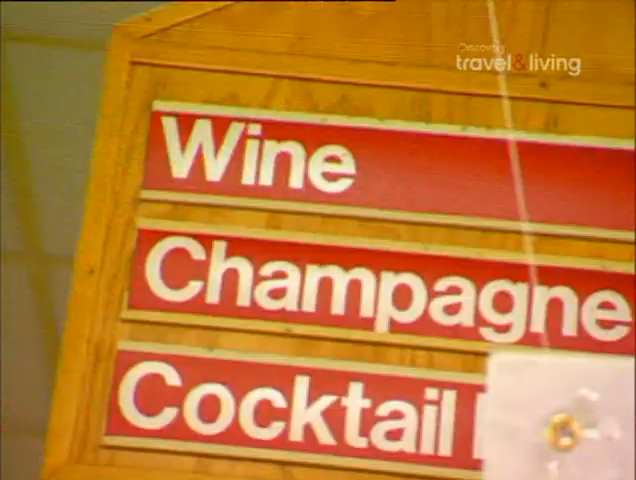 Discovery
travel&living
Wine
Champagne
Cocktail